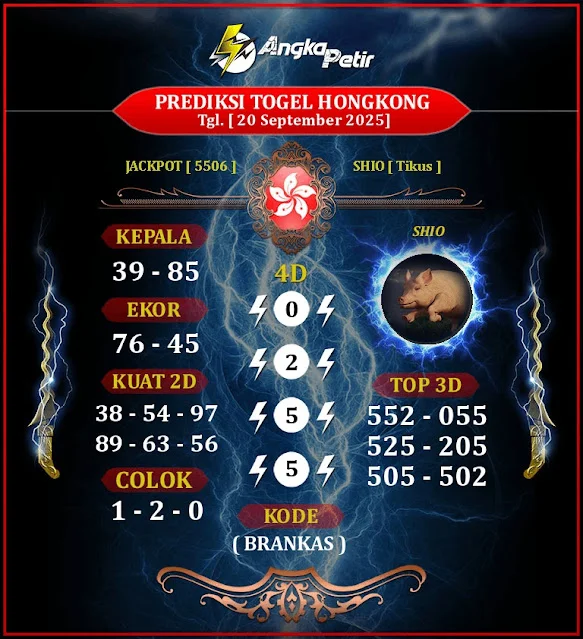 Angka
Petir
PREDIKSI TOGEL HONGKONG
Tgl. [ 20 September 2025]
JACKPOT [ 5506 ]
SHIO [ Tikus ]
KEPALA
39 - 85
EKOR
76 - 45
KUAT 2D
38 - 54 - 97
89 - 63 - 56
COLOK
1 - 2 - 0
4D
0
2
5
5
KODE
( BRANKAS )
SHIO
TOP 3D
552 - 055
525 - 205
505 - 502